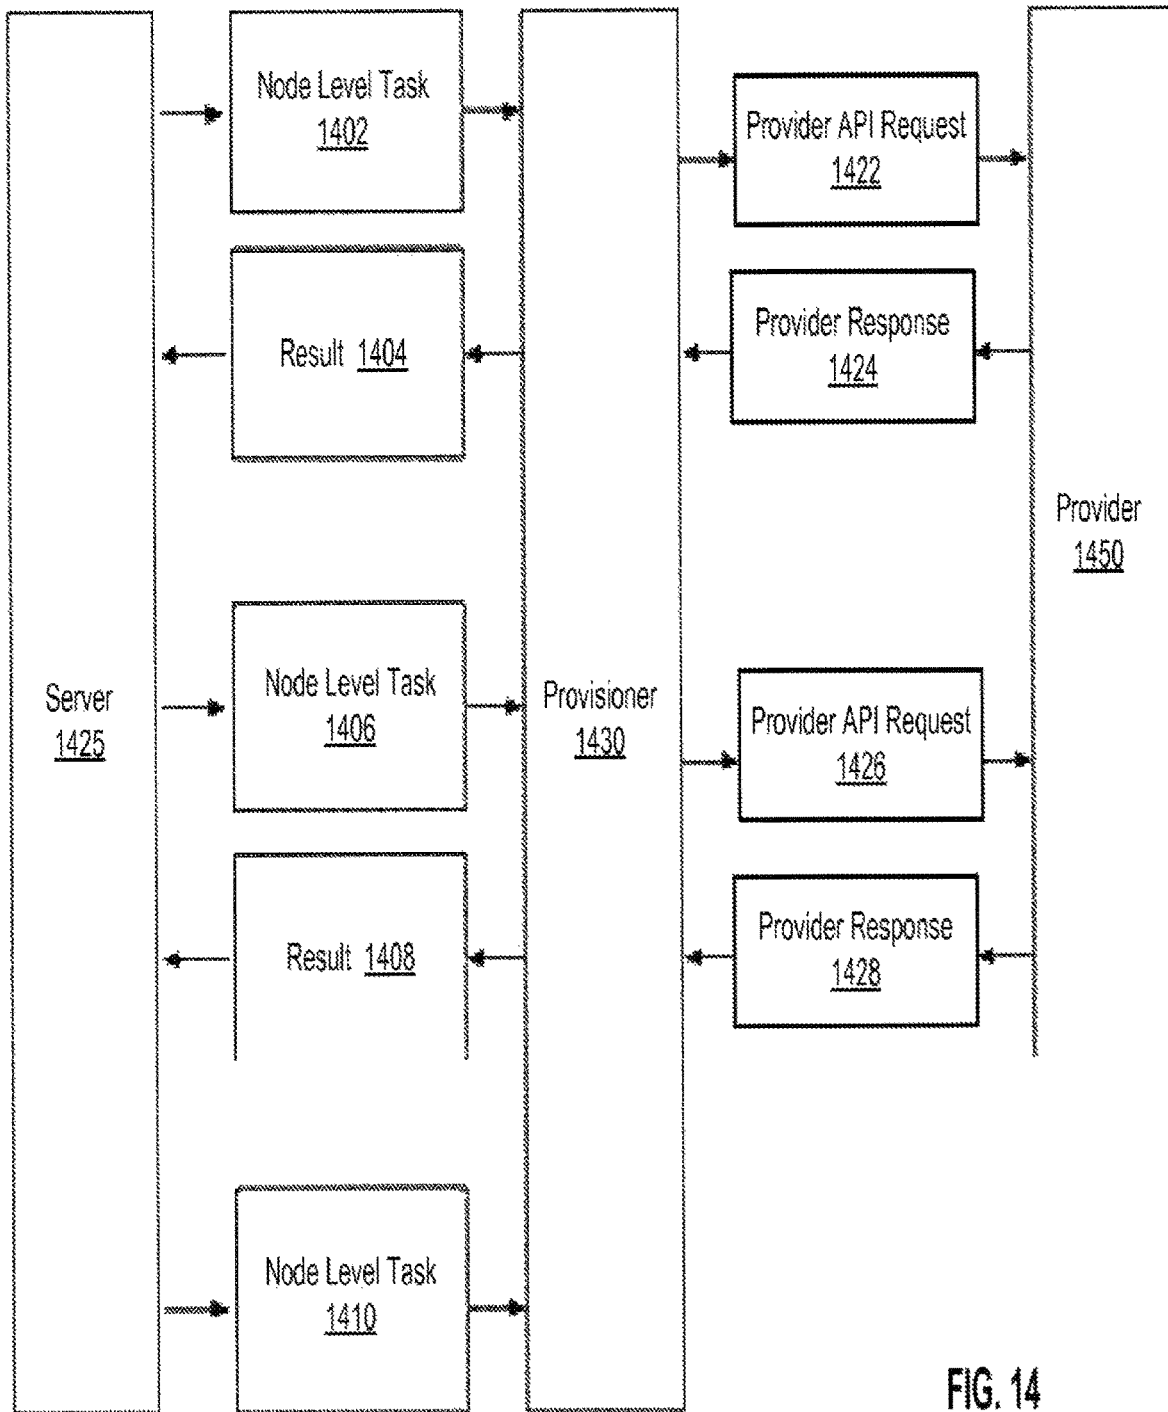 Node Level Task
1402
Provider API Request
1422
Result 1404
Provider Response
1424
Provider
1450
Server
1425
Node Level Task
1406
Provisioner
1430
Provider API Request
1426
Result 1408
Provider Response
1428
Node Level Task
1410
FIG. 14